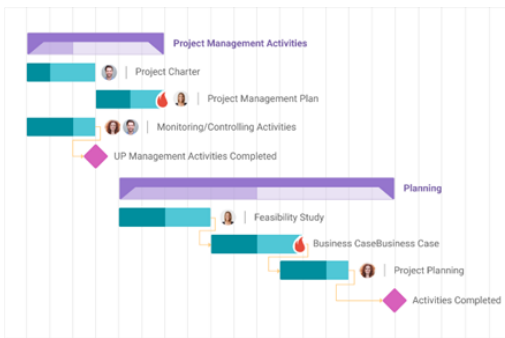 Project Management Activities
Project Charter
Project Management Plan
Monitoring/Controlling Activities
UP Management Activities Completed
Planning
Feasibility Study
Business CaseBusiness Case
Project Planning
Activities Completed